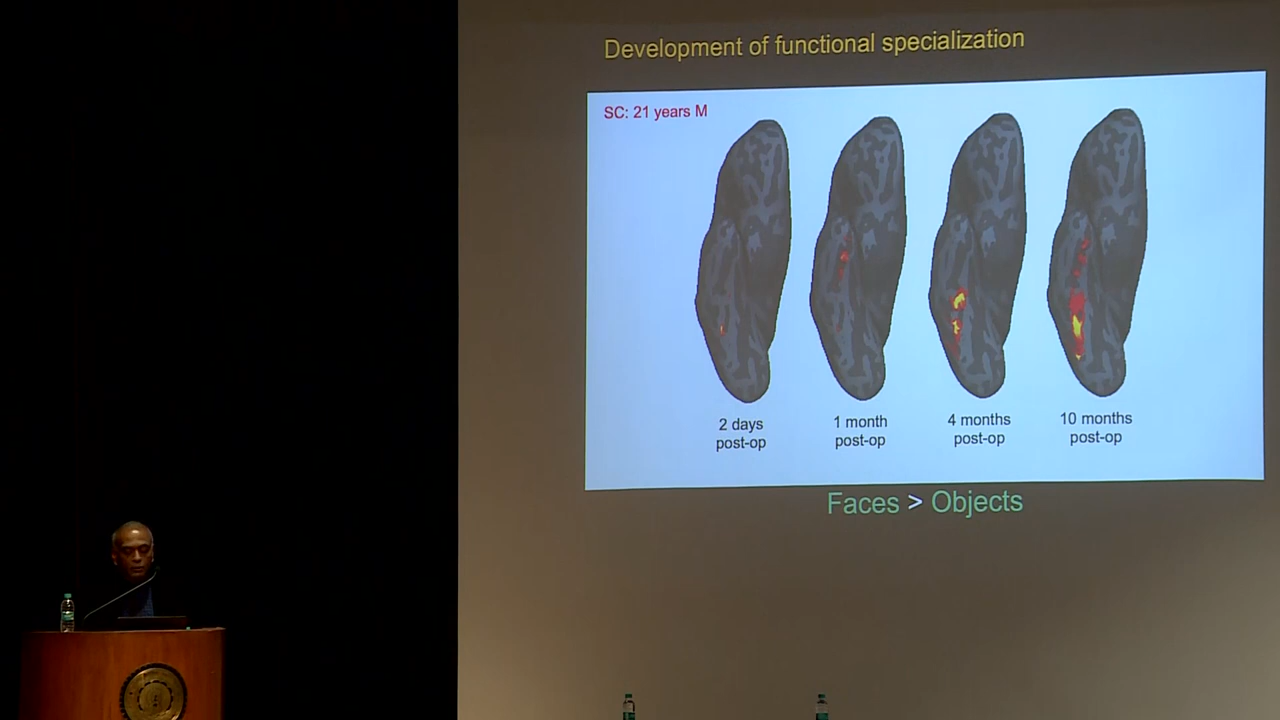 Development of functional specialization
SC: 21 years M
2 days
post-op
1 month
post-op
4 months
post-op
10 months
post-op
Faces > Objects